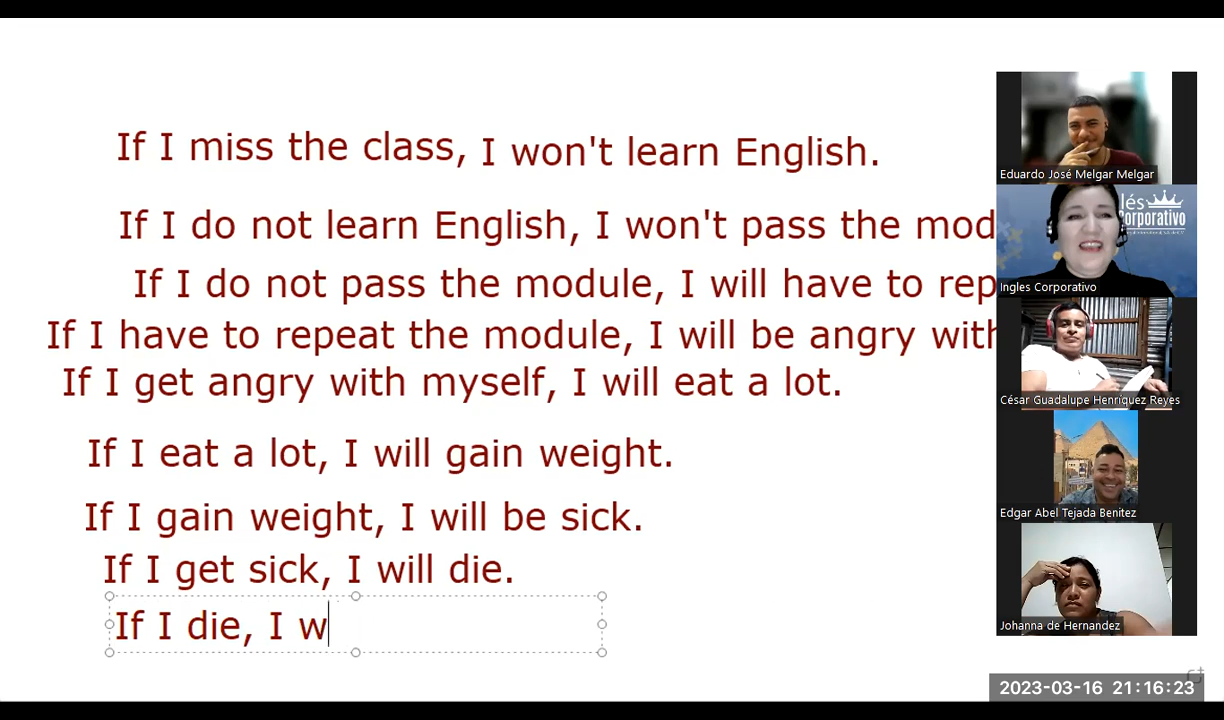 If I miss the class, I won't learn English.
If I do not learn English, I won't pass the mod
If I do not pass the module, I will have to rep
If I have to repeat the module, I will be angry with
If I get angry with myself, I will eat a lot.
If I eat a lot, I will gain weight.
If I gain weight, I will be sick.
If I get sick, I will die.
If I die, I w
Eduardo José Melgar Melgar
lés
Corporativo
Ingles Corporativo
César Guadalupe Henríquez Reyes
Edgar Abel Tejada Benítez
Johanna de Hernandez
2023-03-16 21:16:23